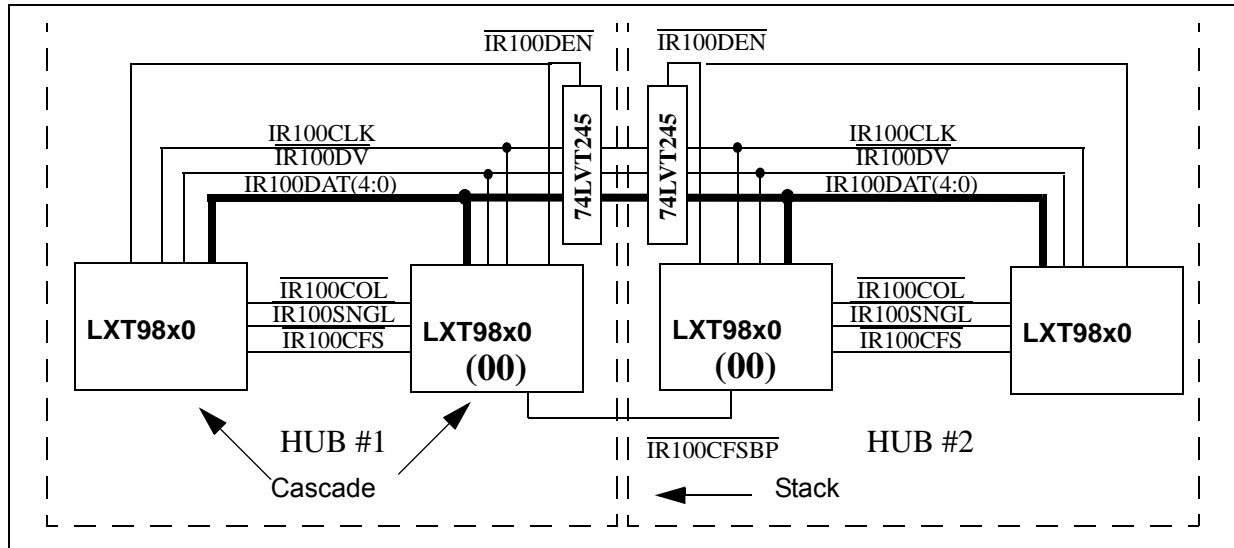 IR100DEN IR100DEN
74LVT245 74LVT245
IR100CLK IR100CLK
IR100DV IR100DV
IR100DAT(4:0) IR100DAT(4:0)
IR100COL IR100COL
IR100SNGL IR100SNGL
IR100CFS IR100CFS
LXT98x0 LXT98x0 LXT98x0 LXT98x0
(00) (00)
HUB #1 HUB #2
IR100CFSBP
Cascade Stack